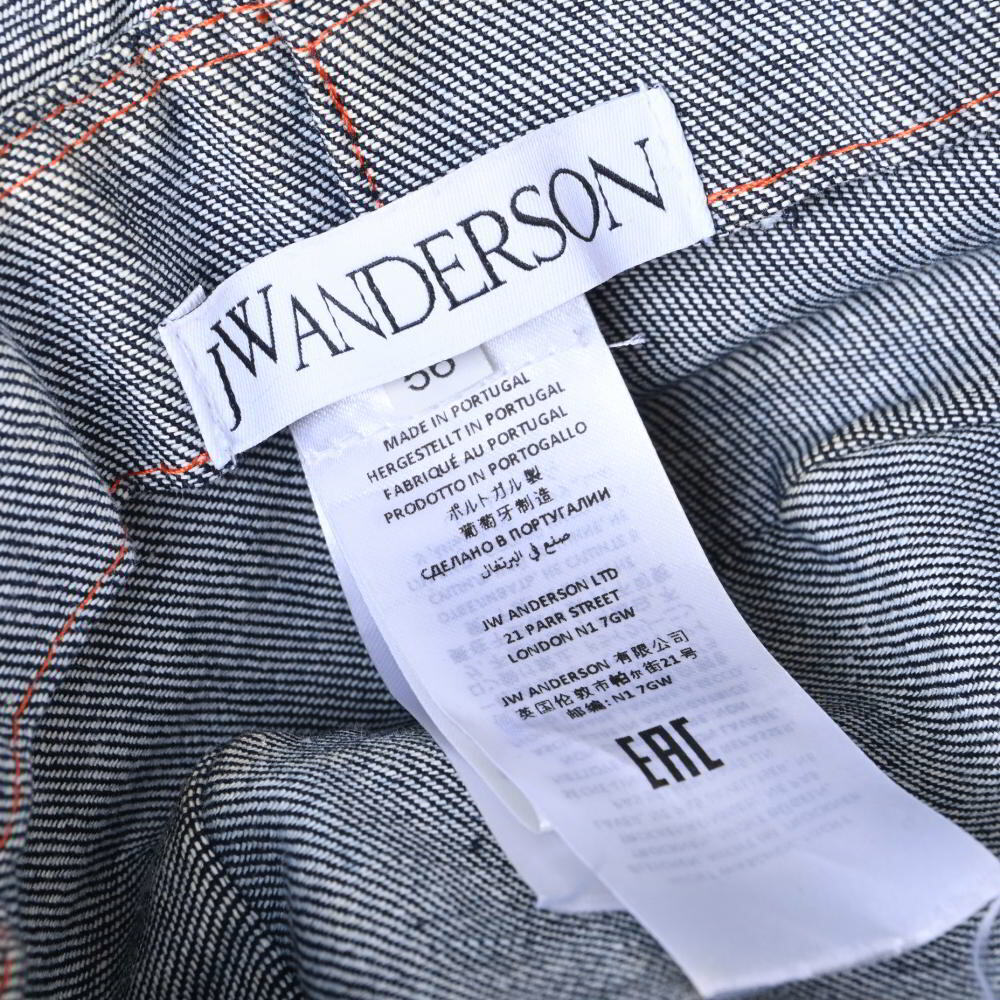 JWANDERSON
56
MADE IN PORTUGAL
HERGESTELLT IN PORTUGAL
FABRIQUÉ AU PORTUGAL
PRODOTTO IN PORTOGALLO
ポルトガル製
葡萄牙制造
СДЕЛАНО В ПОРТУГАЛИИ
صنع في البرتغال
JW ANDERSON LTD
21 PARR STREET
LONDON N1 7GW
JW ANDERSON 有限公司
英国伦敦市帕尔街21号
邮编: N1 7GW
EAC